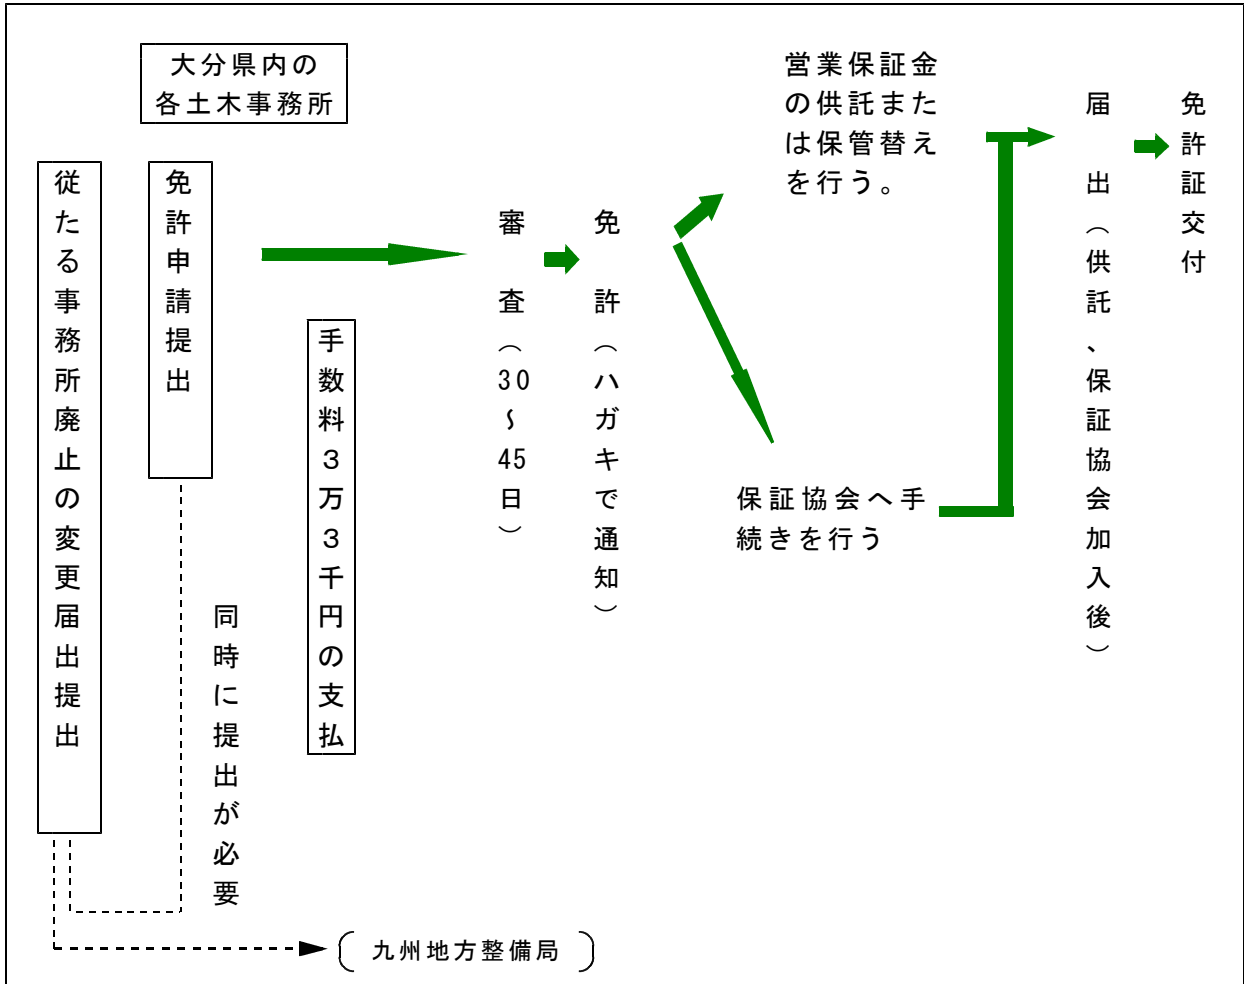 大分県内の
各土木事務所
従たる事務所廃止の変更届出提出
免許申請提出
同時に提出が必要
手数料3万3千円の支払
審 査（30～45日）
免 許（ハガキで通知）
営業保証金
の供託また
は保管替え
を行う。
保証協会へ手
続きを行う
届 出（供託、保証協会加入後）
免許証交付
九州地方整備局